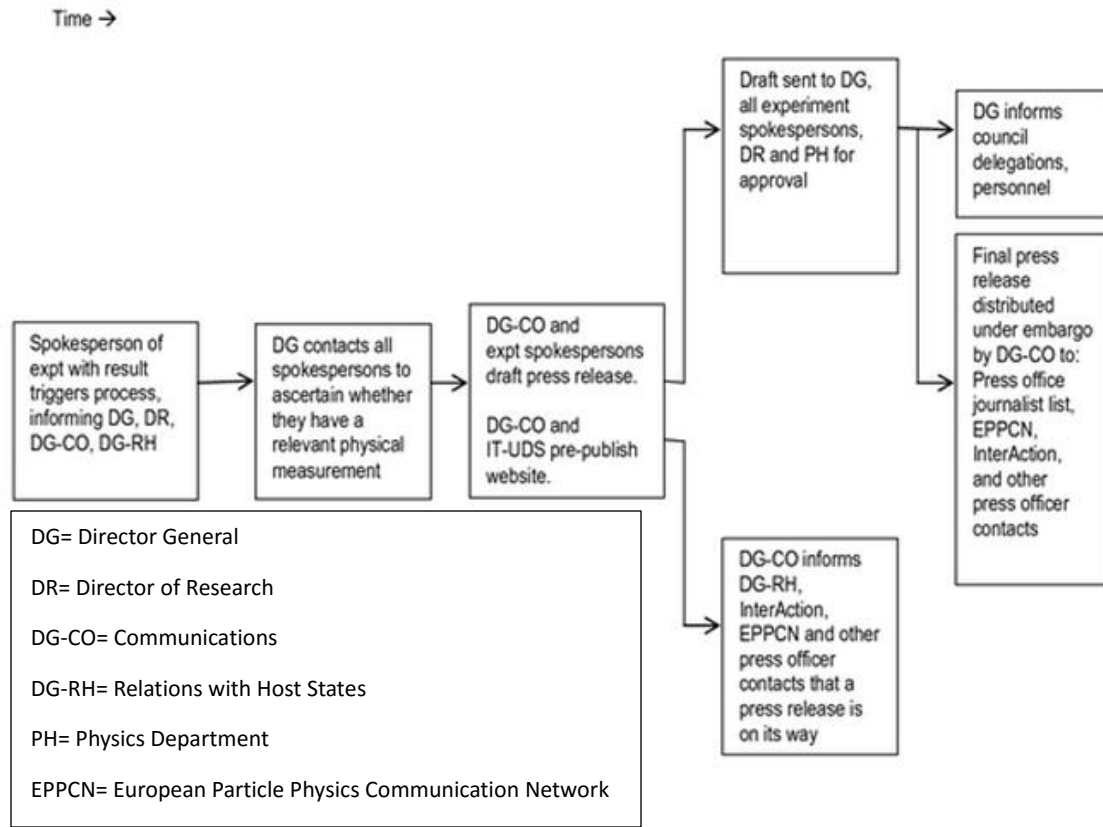 Time →
Spokesperson of
expt with result
triggers process,
informing DG, DR,
DG-CO, DG-RH
DG contacts all
spokespersons to
ascertain whether
they have a
relevant physical
measurement
DG-CO and
expt spokespersons
draft press release.
DG-CO and
IT-UDS pre-publish
website.
Draft sent to DG,
all experiment
spokespersons,
DR and PH for
approval
DG informs
council
delegations,
personnel
Final press
release
distributed
under embargo
by DG-CO to:
Press office
journalist list,
EPPCN,
InterAction,
and other
press officer
contacts
DG-CO informs
DG-RH,
InterAction,
EPPCN and other
press officer
contacts that a
press release is
on its way
DG= Director General
DR= Director of Research
DG-CO= Communications
DG-RH= Relations with Host States
PH= Physics Department
EPPCN= European Particle Physics Communication Network